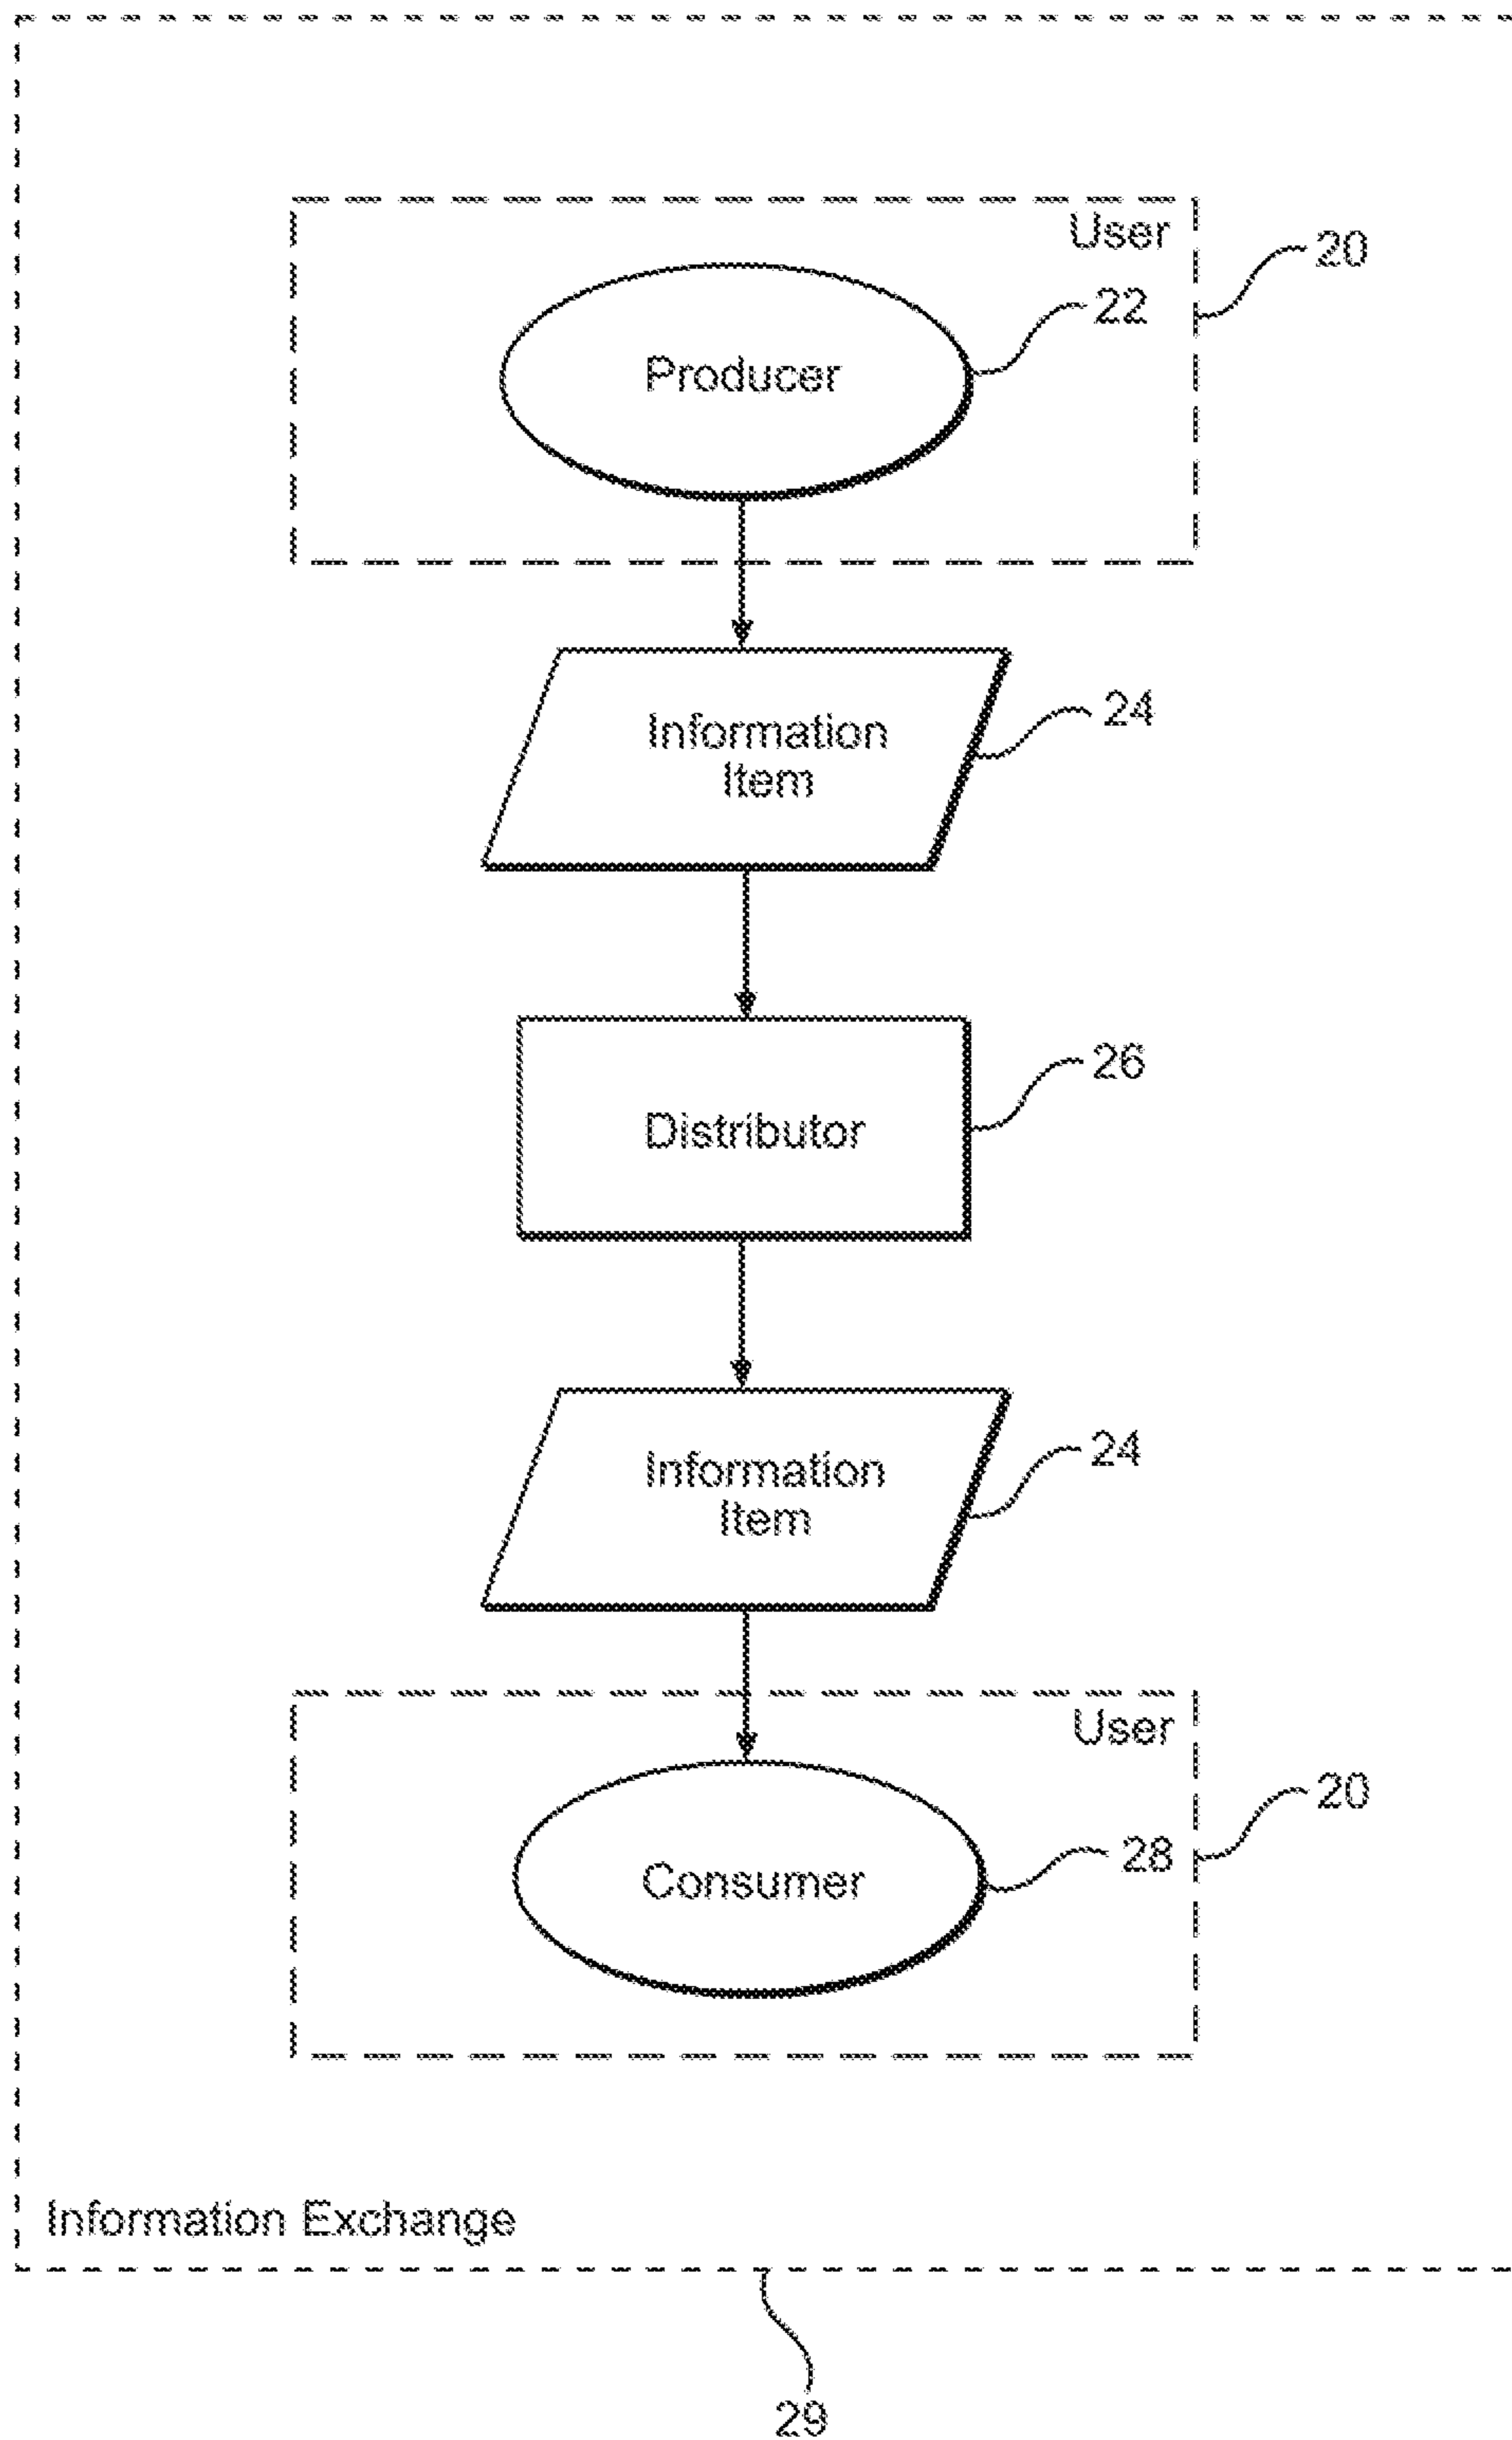 User
20
22
Producer
24
Information
Item
26
Distributor
24
Information
Item
User
20
28
Consumer
Information Exchange
29